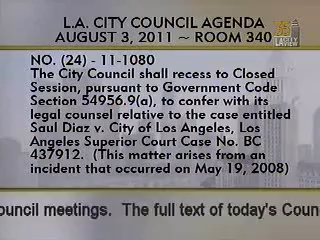 L.A. CITY COUNCIL AGENDA
AUGUST 3, 2011 ~ ROOM 340
NO. (24) - 11-1080
The City Council shall recess to Closed
Session, pursuant to Government Code
Section 54956.9(a), to confer with its
legal counsel relative to the case entitled
Saul Diaz v. City of Los Angeles, Los
Angeles Superior Court Case No. BC
437912.  (This matter arises from an
incident that occurred on May 19, 2008)
ouncil meetings.  The full text of today's Coun